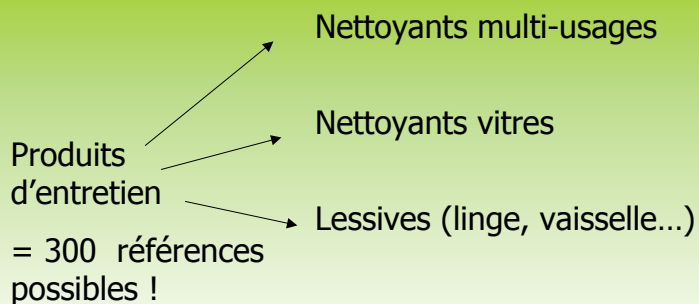 Nettoyants multi-usages
Nettoyants vitres
Produits
d’entretien
Lessives (linge, vaisselle…)
= 300 références
possibles !